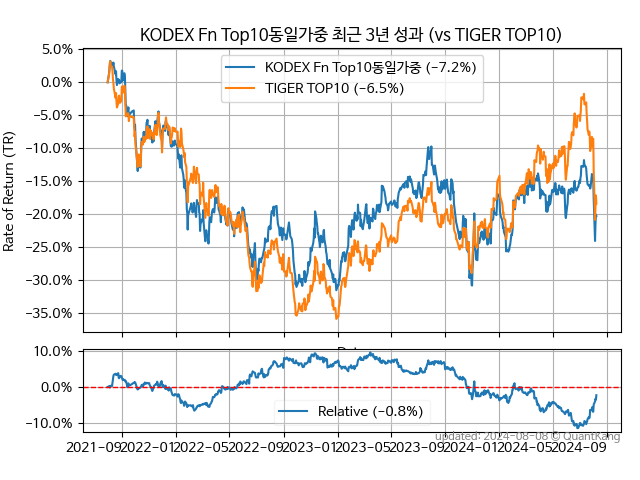 KODEX Fn Top10동일가중 최근 3년 성과 (vs TIGER TOP10)
5.0%
0.0%
−5.0%
−10.0%
−15.0%
−20.0%
−25.0%
−30.0%
−35.0%
Rate of Return (TR)
KODEX Fn Top10동일가중 (−7.2%)
TIGER TOP10 (−6.5%)
10.0%
0.0%
−10.0%
Relative (−0.8%)
2021-09 2022-01 2022-05 2022-09 2023-01 2023-05 2023-09 2024-01 2024-05 2024-09
updated: 2024-08-08 © QuantKang